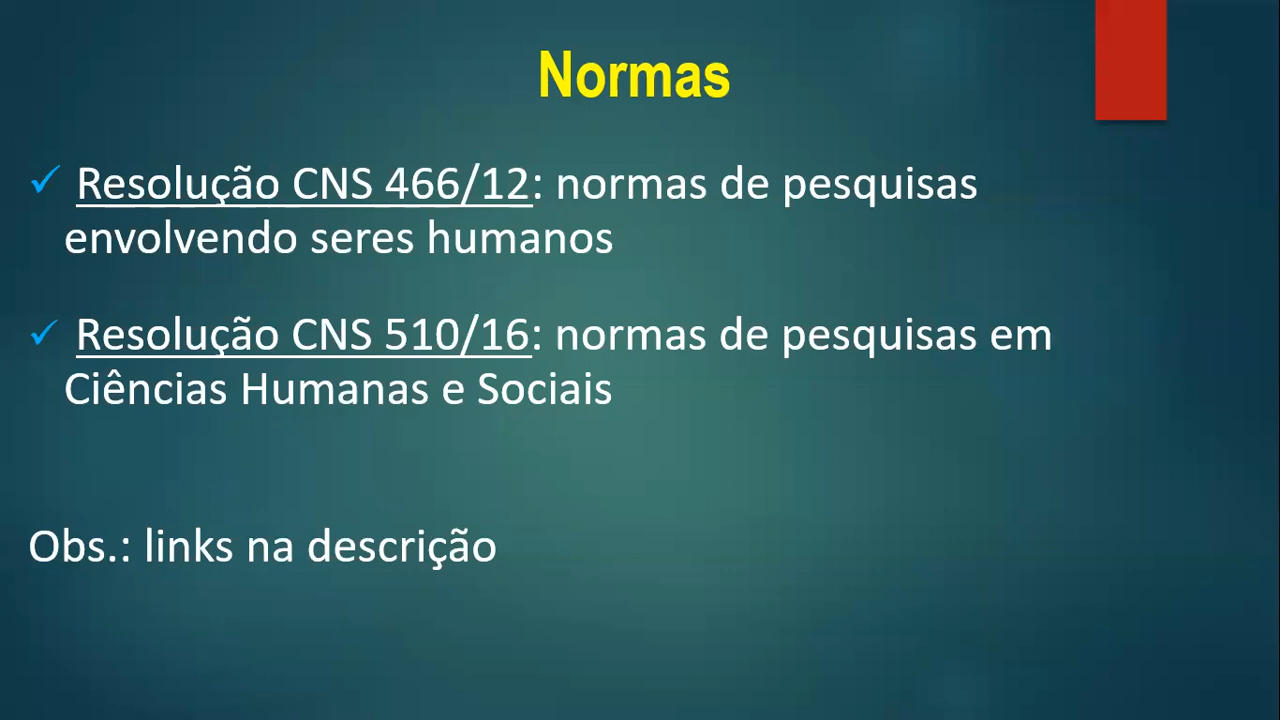 Normas
✓ Resolução CNS 466/12: normas de pesquisas
envolvendo seres humanos
✓ Resolução CNS 510/16: normas de pesquisas em
Ciências Humanas e Sociais
Obs.: links na descrição